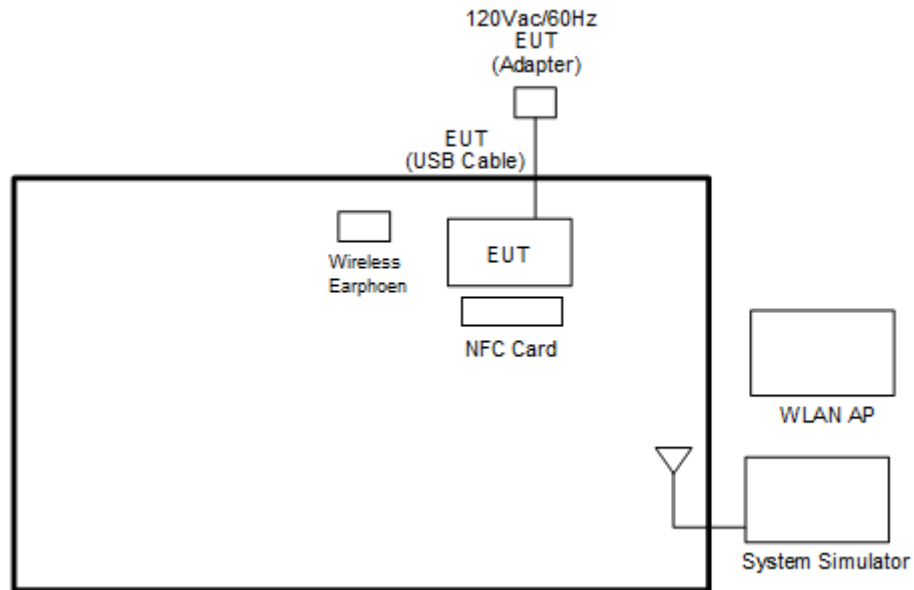 120Vac/60Hz
EUT
(Adapter)
EUT
(USB Cable)
EUT
Wireless
Earphoen
NFC Card
WLAN AP
System Simulator